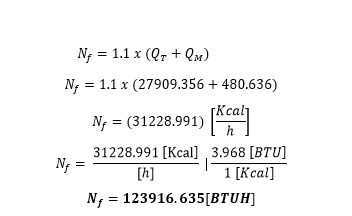 N_f = 1.1 x (Q_T + Q_M)
N_f = 1.1 x (27909.356 + 480.636)
N_f = (31228.991) [Kcal/h]
N_f = 31228.991 [Kcal]/[h] | 3.968 [BTU]/1 [Kcal]
N_f = 123916.635[BTUH]